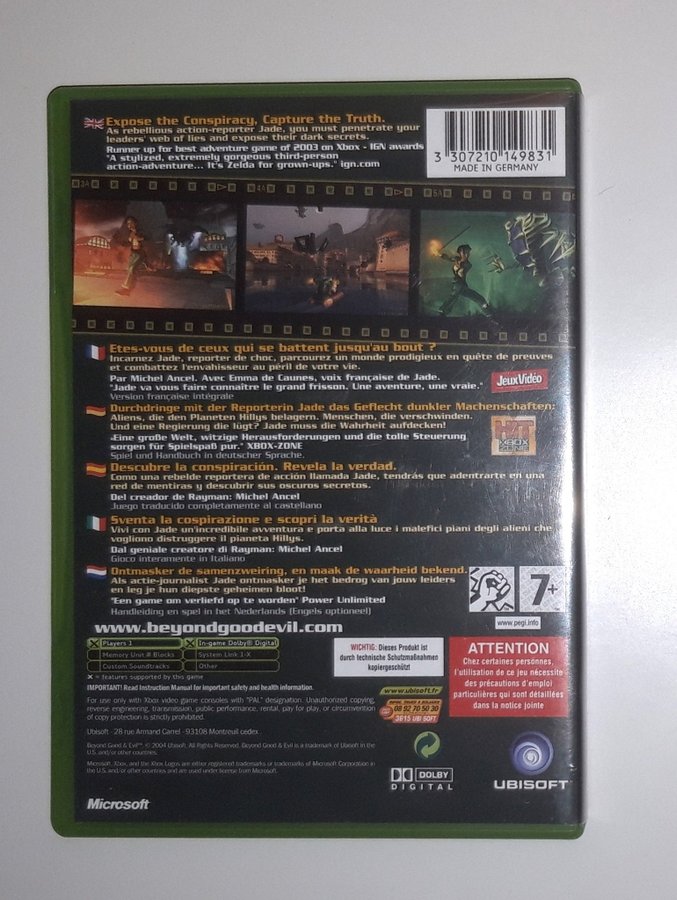 Expose the Conspiracy, Capture the Truth.
As rebellious action-reporter Jade, you must penetrate your
leaders' web of lies and expose their dark secrets.
Runner up for best adventure game of 2003 on Xbox - IGN awards
"A stylized, extremely gorgeous third-person
action-adventure... It's Zelda for grown-ups." ign.com
3 307210 149831
MADE IN GERMANY
3A
4A
5A
Etes-vous de ceux qui se battent jusqu'au bout ?
Incarnez Jade, reporter de choc, parcourez un monde prodigieux en quête de preuves
et combattez l'envahisseur au péril de votre vie.
Par Michel Ancel. Avec Emma de Caunes, voix française de Jade.
"Jade va vous faire connaître le grand frisson. Une aventure, une vraie."
Version française intégrale
JeuxVidéo
Durchdringe mit der Reporterin Jade das Geflecht dunkler Machenschaften:
Aliens, die den Planeten Hillys belagern. Menschen, die verschwinden.
Und eine Regierung die lügt? Jade muss die Wahrheit aufdecken!
„Eine große Welt, witzige Herausforderungen und die tolle Steuerung
sorgen für Spielspaß pur." XBOX-ZONE
Spiel und Handbuch in deutscher Sprache.
HIT
XBOX
ZONE
Descubre la conspiración. Revela la verdad.
Como una rebelde reportera de acción llamada Jade, tendrás que adentrarte en una
red de mentiras y descubrir sus oscuros secretos.
Del creador de Rayman: Michel Ancel
Juego traducido completamente al castellano
Sventa la cospirazione e scopri la verità
Vivi con Jade un'incredibile avventura e porta alla luce i malefici piani degli alieni che
vogliono distruggere il pianeta Hillys.
Dal geniale creatore di Rayman: Michel Ancel
Gioco interamente in Italiano
Ontmasker de samenzweiring, en maak de waarheid bekend.
Als actie-journalist Jade ontmasker je het bedrog van jouw leiders
en leg je hun diepste geheimen bloot!
"Een game om verliefd op te worden" Power Unlimited
Handleiding en spel in het Nederlands (Engels optioneel)
7+
www.pegi.info
www.beyondgoodevil.com
Players 1
In-game Dolby® Digital
Memory Unit # Blocks
System Link 1-X
Custom Soundtracks
Other
× = features supported by this game
WICHTIG: Dieses Produkt ist
durch technische Schutzmaßnahmen
kopiergeschützt!
ATTENTION
Chez certaines personnes,
l'utilisation de ce jeu nécessite
des précautions d'emploi
particulières qui sont détaillées
dans la notice jointe
IMPORTANT! Read Instruction Manual for important safety and health information.
For use only with Xbox video game consoles with "PAL" designation. Unauthorized copying,
reverse engineering, transmission, public performance, rental, pay for play, or circumvention
of copy protection is strictly prohibited.
www.ubisoft.fr
08 92 70 50 30
3615 UBI SOFT
Ubisoft - 28 rue Armand Carrel - 93108 Montreuil cedex
Beyond Good & Evil™. © 2004 Ubisoft. All Rights Reserved. Beyond Good & Evil is a trademark of Ubisoft in the
U.S. and/or other countries.
Microsoft, Xbox, and the Xbox Logos are either registered trademarks or trademarks of Microsoft Corporation in
the U.S. and/or other countries and are used under license from Microsoft.
DOLBY
DIGITAL
UBISOFT
Microsoft